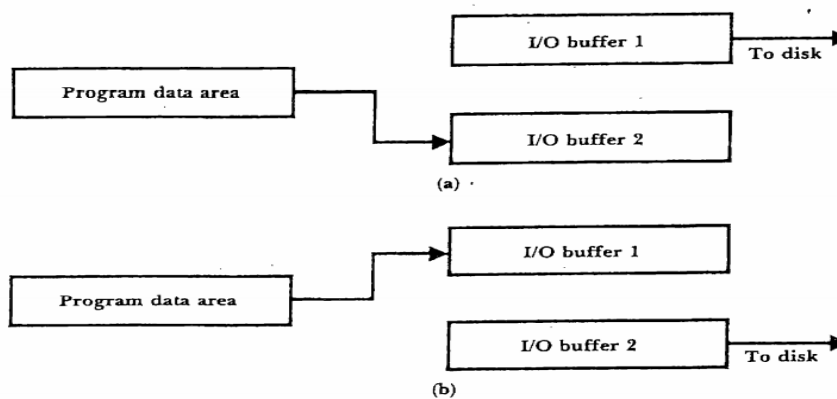 I/O buffer 1
To disk
Program data area
I/O buffer 2
(a)
I/O buffer 1
Program data area
I/O buffer 2
To disk
(b)